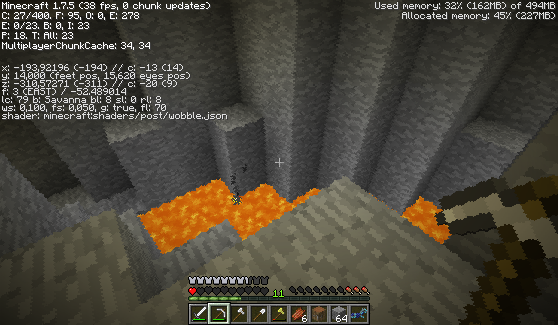 Minecraft 1.7.5 (38 fps, 0 chunk updates)
C: 27/400. F: 95, O: 0, E: 278
E: 0/23. B: 0, I: 23
P: 18. T: All: 23
MultiplayerChunkCache: 34, 34
x: -193,92196 (-194) // c: -13 (14)
y: 14,000 (feet pos, 15,620 eyes pos)
z: -310,57271 (-311) // c: -20 (9)
f: 3 (EAST) / -52.489014
lc: 79 b: Savanna bl: 8 sl: 0 rl: 8
ws: 0,100, fs: 0,050, g: true, fl: 70
shader: minecraft:shaders/post/wobble.json
Used memory: 32% (162MB) of 494MB
Allocated memory: 45% (227MB)
11
6
64